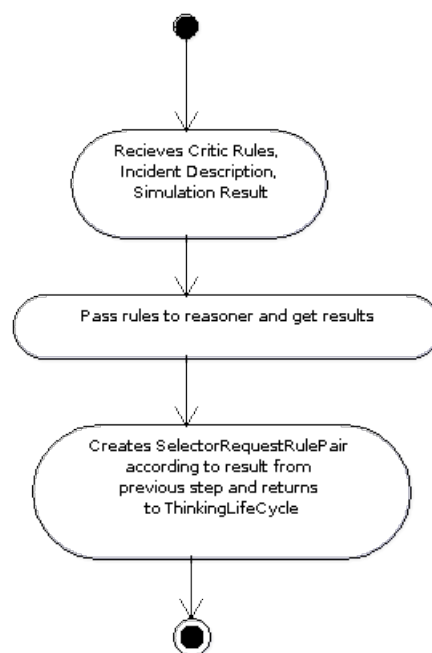 Recieves Critic Rules,
Incident Description,
Simulation Result
Pass rules to reasoner and get results
Creates SelectorRequestRulePair
according to result from
previous step and returns
to ThinkingLifeCycle